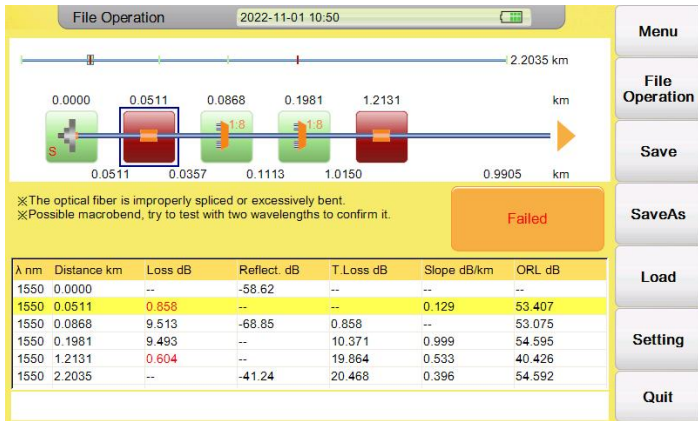 File Operation 2022-11-01 10:50
2.2035 km
0.0000 0.0511 0.0868 0.1981 1.2131 km
S 1:8 1:8
0.0511 0.0357 0.1113 1.0150 0.9905 km
※The optical fiber is improperly spliced or excessively bent.
※Possible macrobend, try to test with two wavelengths to confirm it.
Failed
λ nm Distance km Loss dB Reflect. dB T.Loss dB Slope dB/km ORL dB
1550 0.0000 -- -58.62 -- -- --
1550 0.0511 0.858 -- -- 0.129 53.407
1550 0.0868 9.513 -68.85 0.858 -- 53.075
1550 0.1981 9.493 -- 10.371 0.999 54.595
1550 1.2131 0.604 -- 19.864 0.533 40.426
1550 2.2035 -- -41.24 20.468 0.396 54.592
Menu
File
Operation
Save
SaveAs
Load
Setting
Quit